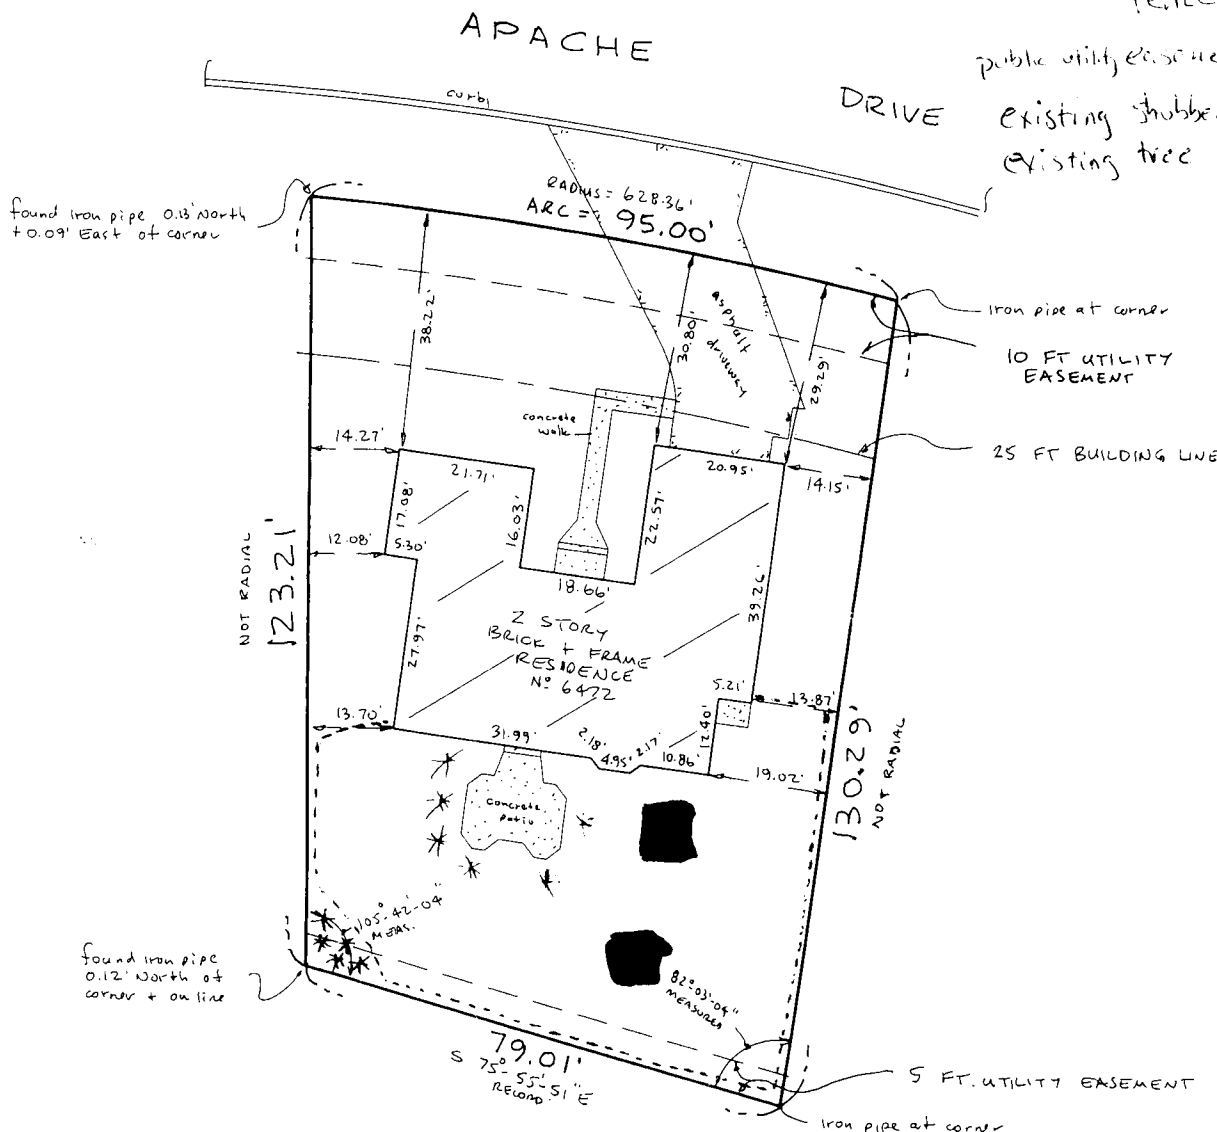 APACHE
DRIVE
public utility
existing
existing tree
curb
RADIUS = 628.36'
ARC = 95.00'
found iron pipe 0.13' North
+ 0.09' East of corner
iron pipe at corner
10 FT UTILITY
EASEMENT
25 FT BUILDING LINE
38.22'
30.80'
asphalt
driveway
29.29'
concrete
walk
14.27'
21.71'
20.95'
14.15'
17.08'
16.03'
22.57'
12.08'
5.30'
18.66'
39.26'
NOT RADIAL
123.21'
27.97'
2 STORY
BRICK + FRAME
RESIDENCE
Nº 6472
5.21'
13.87'
12.40'
13.70'
31.99'
2.18'
4.95'
2.17'
10.86'
19.02'
130.29'
NOT RADIAL
concrete
patio
105°-42'-04"
MEAS.
82°-03'-04"
MEASURED
found iron pipe
0.12' North of
corner + on line
79.01'
S 75°-55'-51" E
RECORD
5 FT. UTILITY EASEMENT
iron pipe at corner